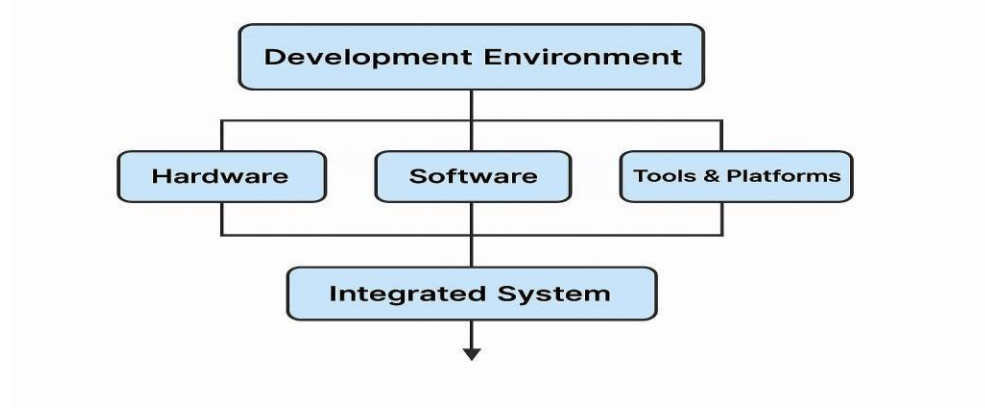 Development Environment
Hardware
Software
Tools & Platforms
Integrated System